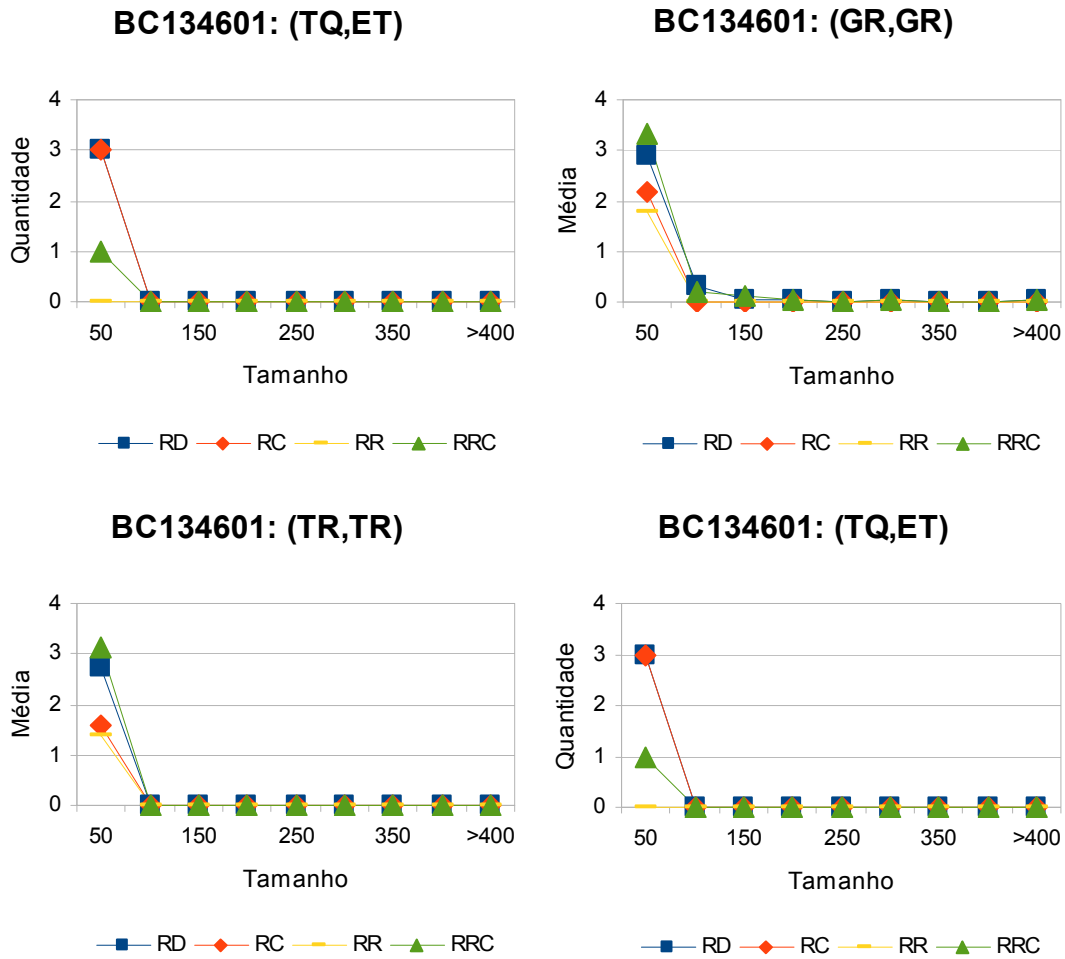 BC134601: (TQ,ET)
Quantidade
4
3
2
1
0
50 150 250 350 >400
Tamanho
RD RC RR RRC
BC134601: (GR,GR)
Média
4
3
2
1
0
50 150 250 350 >400
Tamanho
RD RC RR RRC
BC134601: (TR,TR)
Média
4
3
2
1
0
50 150 250 350 >400
Tamanho
RD RC RR RRC
BC134601: (TQ,ET)
Quantidade
4
3
2
1
0
50 150 250 350 >400
Tamanho
RD RC RR RRC